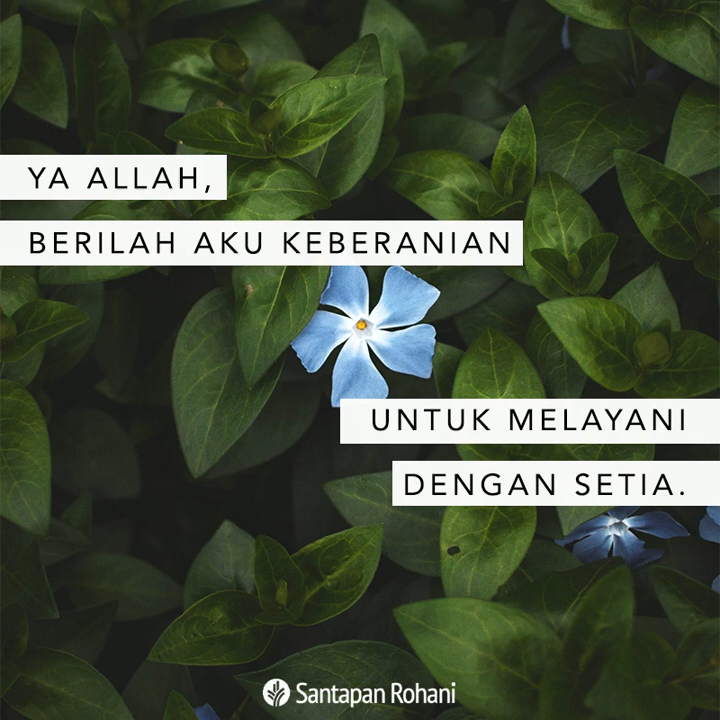 YA ALLAH,
BERILAH AKU KEBERANIAN
UNTUK MELAYANI
DENGAN SETIA.
Santapan Rohani